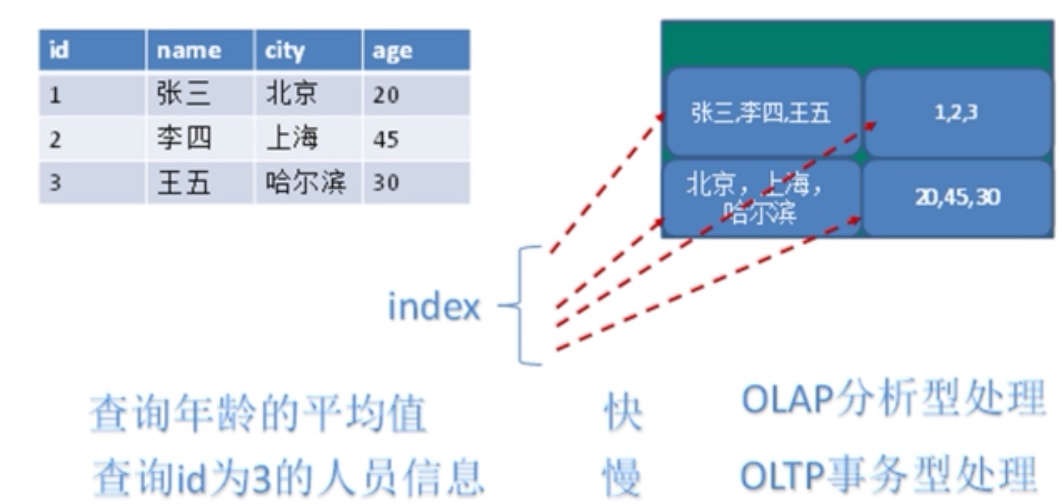 id name city age
1 张三 北京 20
2 李四 上海 45
3 王五 哈尔滨 30
张三,李四,王五 1,2,3
北京，上海，
哈尔滨
20,45,30
index
查询年龄的平均值 快 OLAP分析型处理
查询id为3的人员信息 慢 OLTP事务型处理